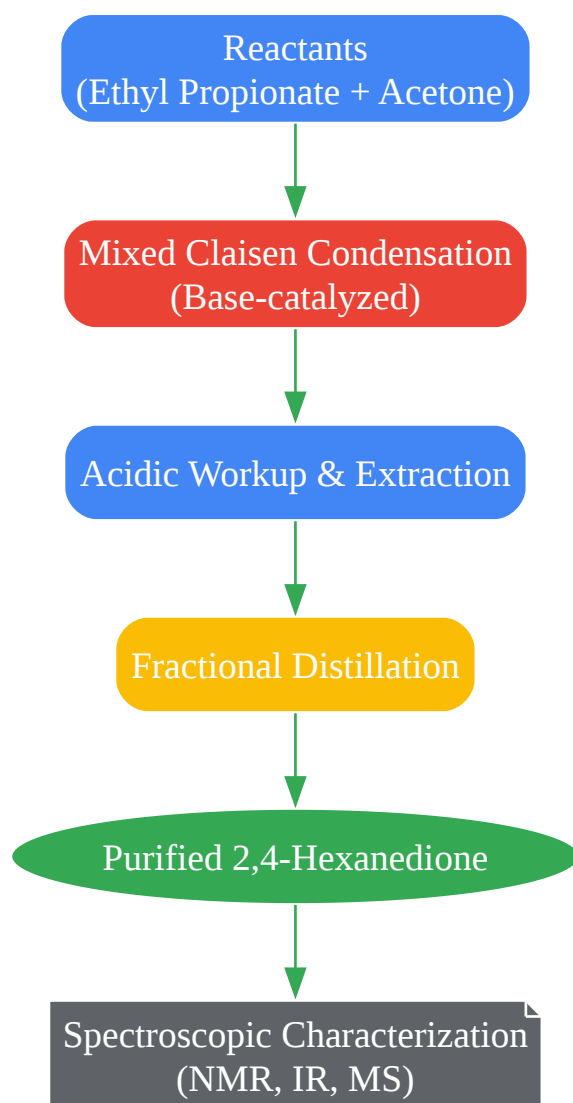 Reactants
(Ethyl Propionate + Acetone)
Mixed Claisen Condensation
(Base-catalyzed)
Acidic Workup & Extraction
Fractional Distillation
Purified 2,4-Hexanedione
Spectroscopic Characterization
(NMR, IR, MS)